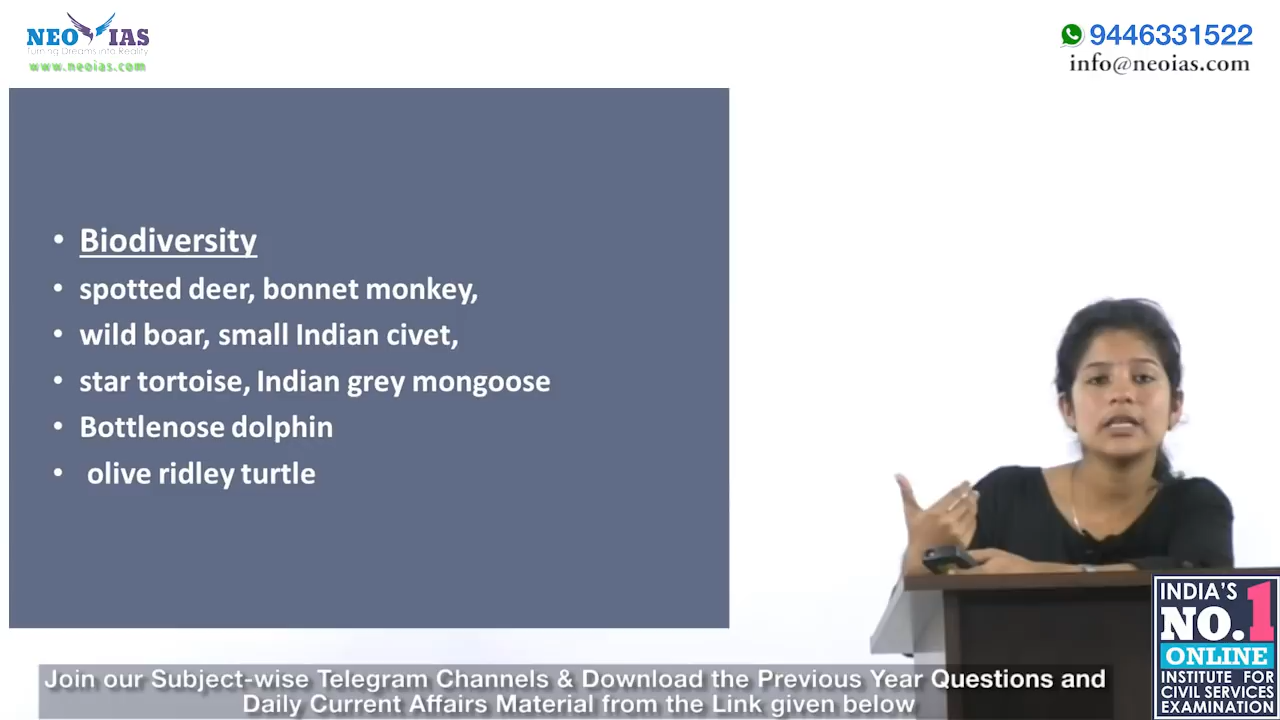 NEO IAS
Turning Dreams into Reality
www.neoias.com
9446331522
info@neoias.com
• Biodiversity
• spotted deer, bonnet monkey,
• wild boar, small Indian civet,
• star tortoise, Indian grey mongoose
• Bottlenose dolphin
• olive ridley turtle
INDIA'S
NO.1
ONLINE
INSTITUTE FOR
CIVIL SERVICES
EXAMINATION
Join our Subject-wise Telegram Channels & Download the Previous Year Questions and
Daily Current Affairs Material from the Link given below